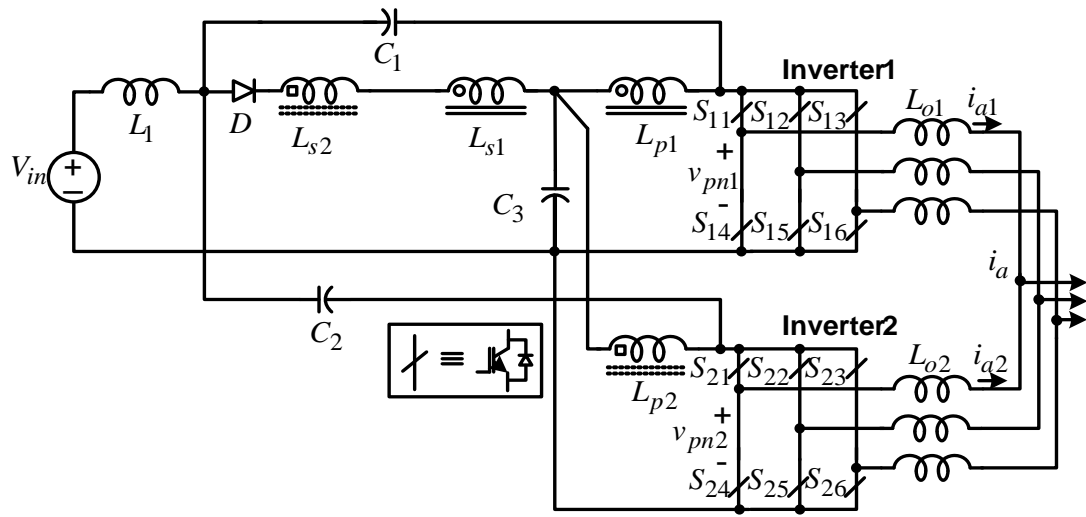 C1
Inverter1
L1
D
Ls2
Ls1
Lp1
S11
S12
S13
Lo1
ia1
Vin
+
−
C3
+
vpn1
-
S14
S15
S16
ia
C2
Inverter2
Lp2
S21
S22
S23
Lo2
ia2
+
vpn2
-
S24
S25
S26
≡